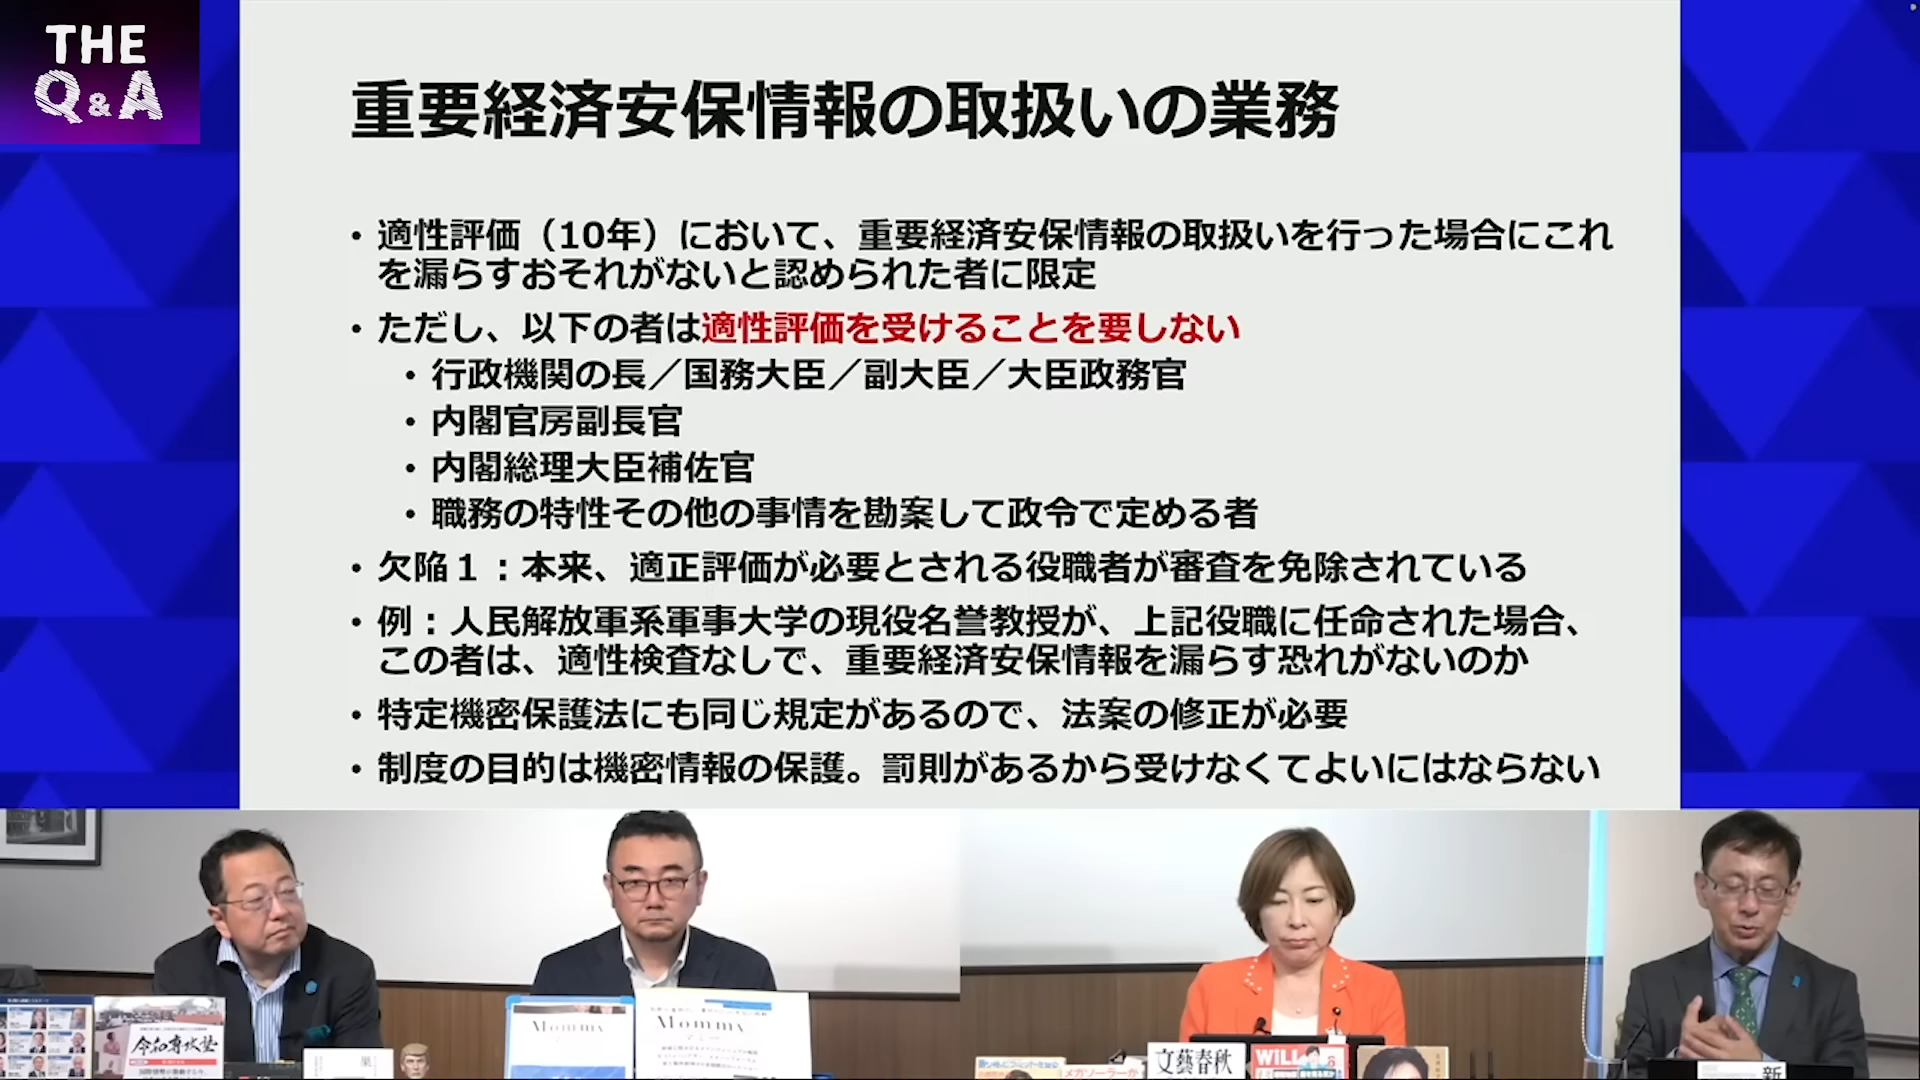 THE
Q&A
重要経済安保情報の取扱いの業務
・適性評価（10年）において、重要経済安保情報の取扱いを行った場合にこれ
を漏らすおそれがないと認められた者に限定
・ただし、以下の者は適性評価を受けることを要しない
・行政機関の長／国務大臣／副大臣／大臣政務官
・内閣官房副長官
・内閣総理大臣補佐官
・職務の特性その他の事情を勘案して政令で定める者
・欠陥１：本来、適正評価が必要とされる役職者が審査を免除されている
・例：人民解放軍系軍事大学の現役名誉教授が、上記役職に任命された場合、
この者は、適性検査なしで、重要経済安保情報を漏らす恐れがないのか
・特定機密保護法にも同じ規定があるので、法案の修正が必要
・制度の目的は機密情報の保護。罰則があるから受けなくてよいにはならない
令和専攻塾
Mommy
Mommy
マミー
文藝春秋
WiLL
メガソーラーが
新